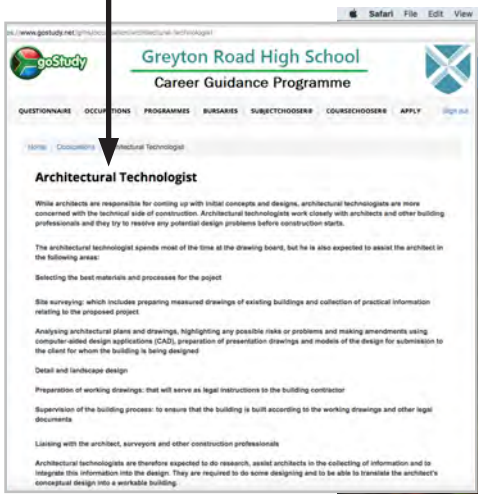 Safari File Edit View
www.gostudy.net
goStudy
Greyton Road High School
Career Guidance Programme
QUESTIONNAIRE OCCUPATIONS PROGRAMMES BURSARIES SUBJECTCHOOSER® COURSECHOOSER® APPLY Sign out
Home Occupations Architectural Technologist
Architectural Technologist
While architects are responsible for coming up with initial concepts and designs, architectural technologists are more
concerned with the technical side of construction. Architectural technologists work closely with architects and other building
professionals and they try to resolve any potential design problems before construction starts.
The architectural technologist spends most of the time at the drawing board, but he is also expected to assist the architect in
the following areas:
Selecting the best materials and processes for the poject
Site surveying: which includes preparing measured drawings of existing buildings and collection of practical information
relating to the proposed project
Analysing architectural plans and drawings, highlighting any possible risks or problems and making amendments using
computer-aided design applications (CAD), preparation of presentation drawings and models of the design for submission to
the client for whom the building is being designed
Detail and landscape design
Preparation of working drawings: that will serve as legal instructions to the building contractor
Supervision of the building process: to ensure that the building is built according to the working drawings and other legal
documents
Liaising with the architect, surveyors and other construction professionals
Architectural technologists are therefore expected to do research, assist architects in the collecting of information and to
integrate this information into the design. They are required to do some designing and to be able to translate the architect's
conceptual design into a workable building.